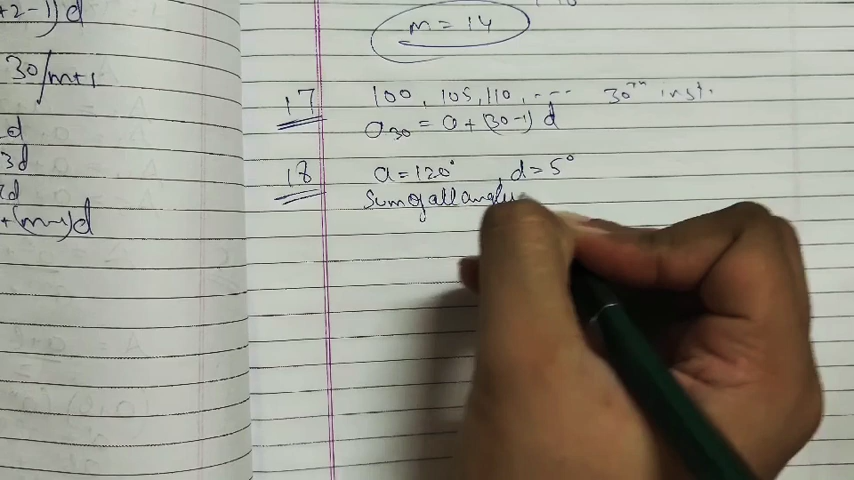 +2-1)d
30/m+1
d
3d
2d
+(m-1)d
m = 14
17 100, 105, 110, ---- 30th inst.
a30 = a+(30-1)d
18 a = 120° , d = 5°
Sum of all angle